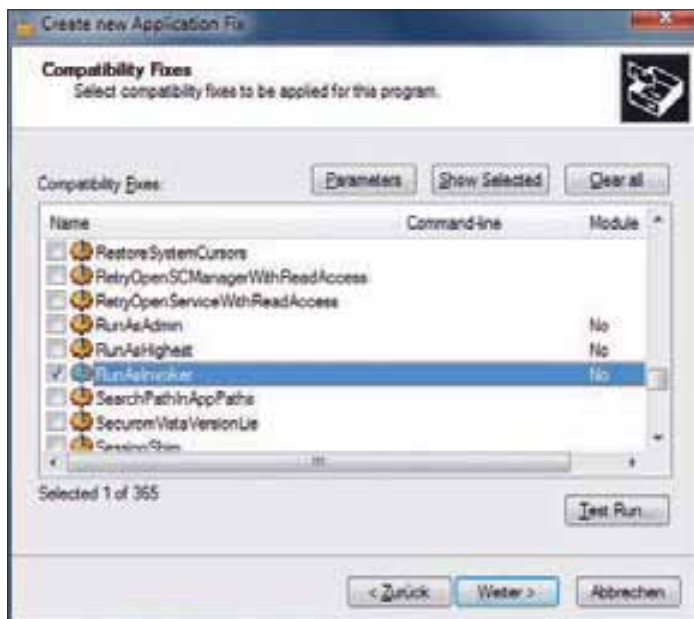 Create new Application Fix
Compatibility Fixes
Select compatibility fixes to be applied for this program.
Compatibility Fixes: Parameters Show Selected Clear all
Name Command-line Module
RestoreSystemCursors
RetryOpenSCManagerWithReadAccess
RetryOpenServiceWithReadAccess
RunAsAdmin No
RunAsHighest No
RunAsInvoker No
SearchPathInAppPaths
SecuromVistaVersionLie
SessionShim
Selected 1 of 365
Test Run...
< Zurück Weiter > Abbrechen